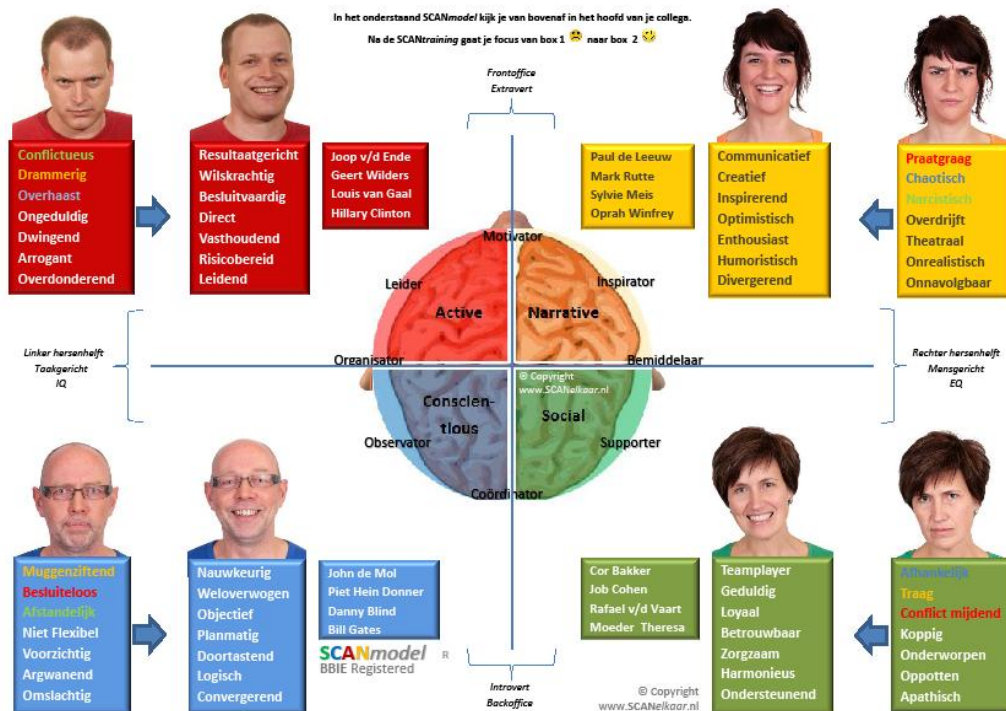 In het onderstaand SCANmodel kijk je van bovenaf in het hoofd van je collega.
Na de SCANtraining gaat je focus van box 1 naar box 2
Frontoffice
Extravert
Conflictueus
Drammerig
Overhaast
Ongeduldig
Dwingend
Arrogant
Overdonderend
Resultaatgericht
Wilskrachtig
Besluitvaardig
Direct
Vasthoudend
Risicobereid
Leidend
Joop v/d Ende
Geert Wilders
Louis van Gaal
Hillary Clinton
Paul de Leeuw
Mark Rutte
Sylvie Meis
Oprah Winfrey
Communicatief
Creatief
Inspirerend
Optimistisch
Enthousiast
Humoristisch
Divergerend
Praatgraag
Chaotisch
Narcistisch
Overdrijft
Theatraal
Onrealistisch
Onnavolgbaar
Motivator
Leider
Inspirator
Active
Narrative
Linker hersenhelft
Taakgericht
IQ
Organisator
Bemiddelaar
Rechter hersenhelft
Mensgericht
EQ
© Copyright
www.SCANelkaar.nl
Conscien-
tious
Social
Observator
Supporter
Coördinator
Muggenziftend
Besluiteloos
Afstandelijk
Niet Flexibel
Voorzichtig
Argwanend
Omslachtig
Nauwkeurig
Weloverwogen
Objectief
Planmatig
Doortastend
Logisch
Convergerend
John de Mol
Piet Hein Donner
Danny Blind
Bill Gates
SCANmodel R
BBIE Registered
Cor Bakker
Job Cohen
Rafael v/d Vaart
Moeder Theresa
Teamplayer
Geduldig
Loyaal
Betrouwbaar
Zorgzaam
Harmonieus
Ondersteunend
Afhankelijk
Traag
Conflict mijdend
Koppig
Onderworpen
Oppotten
Apathisch
Introvert
Backoffice
© Copyright
www.SCANelkaar.nl